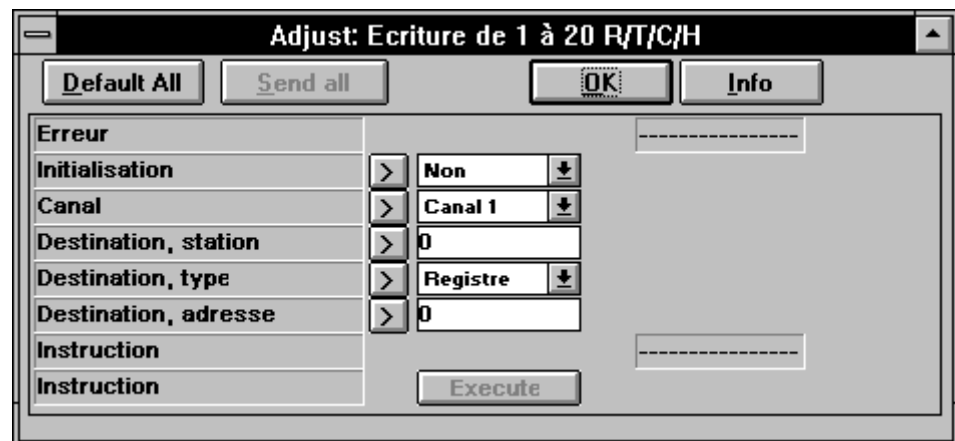 Adjust: Ecriture de 1 à 20 R/T/C/H
Default All Send all OK Info
Erreur ---------------
Initialisation > Non
Canal > Canal 1
Destination, station > 0
Destination, type > Registre
Destination, adresse > 0
Instruction ---------------
Instruction Execute